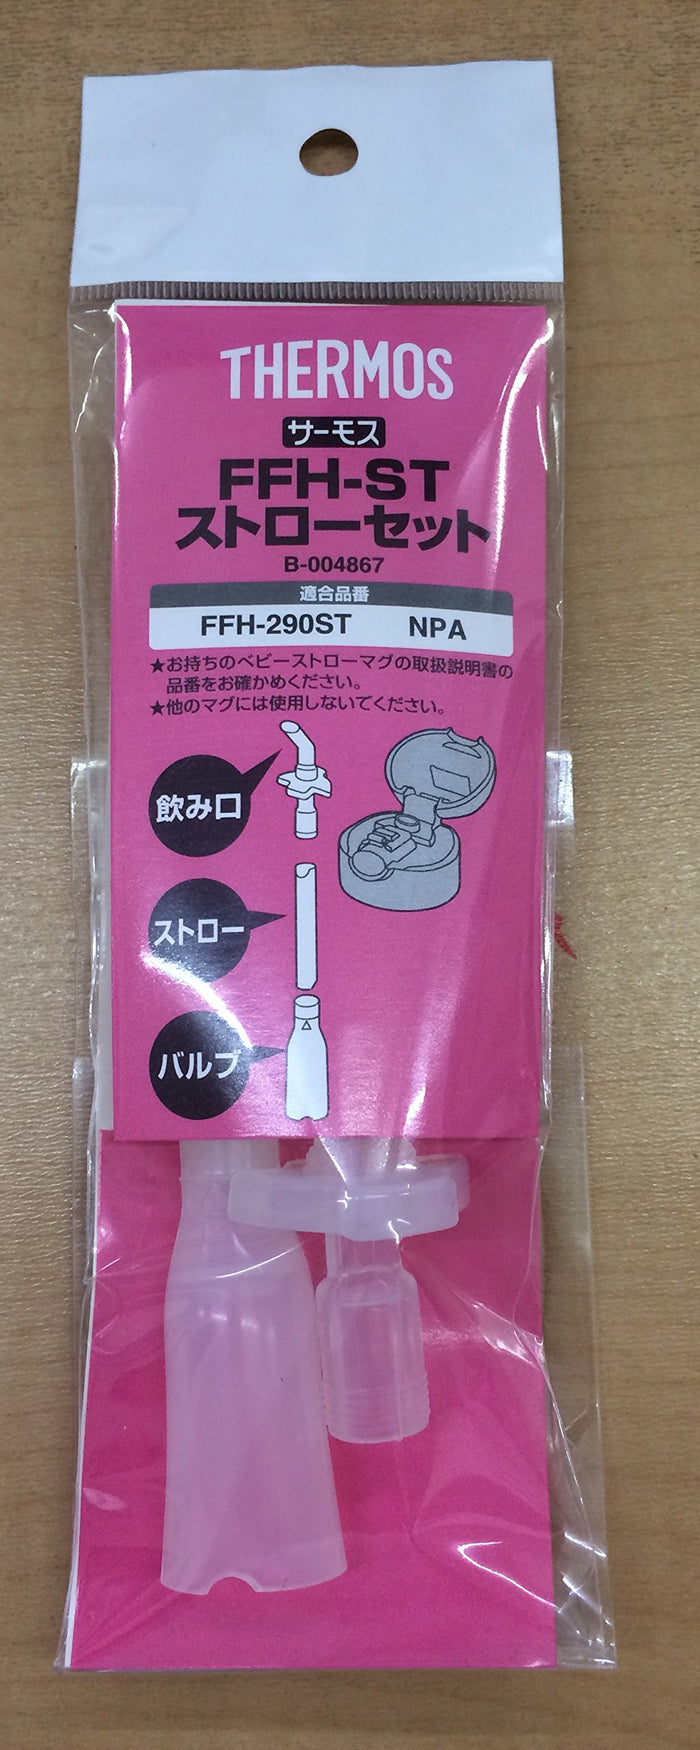 THERMOS
サーモス
FFH-ST
ストローセット
B-004867
適合品番
FFH-290ST NPA
★お持ちのベビーストローマグの取扱説明書の
品番をお確かめください。
★他のマグには使用しないでください。
飲み口
ストロー
バルブ